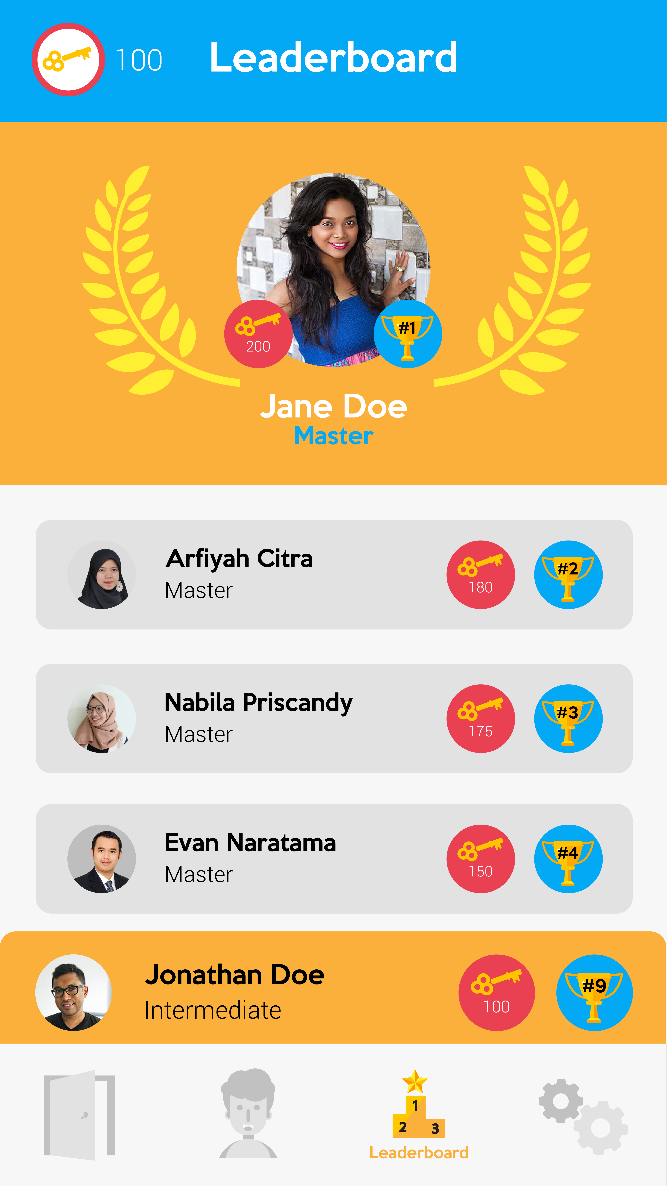 100 Leaderboard
200
#1
Jane Doe
Master
Arfiyah Citra
Master
180
#2
Nabila Priscandy
Master
175
#3
Evan Naratama
Master
150
#4
Jonathan Doe
Intermediate
100
#9
1
2 3
Leaderboard